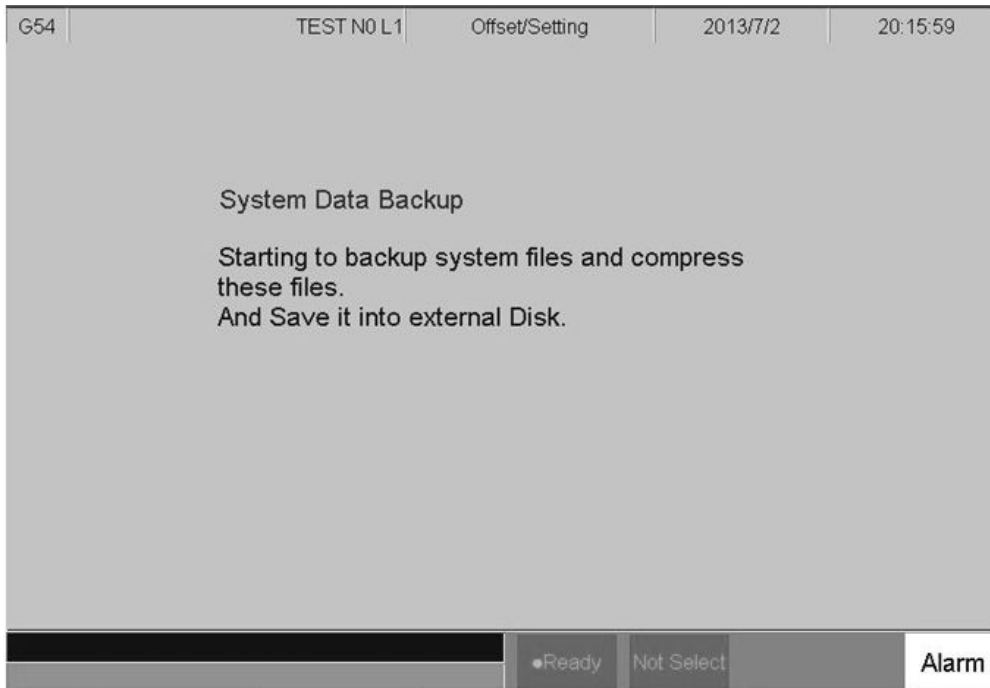 G54 TEST N0 L1 Offset/Setting 2013/7/2 20:15:59
System Data Backup
Starting to backup system files and compress
these files.
And Save it into external Disk.
●Ready Not Select Alarm